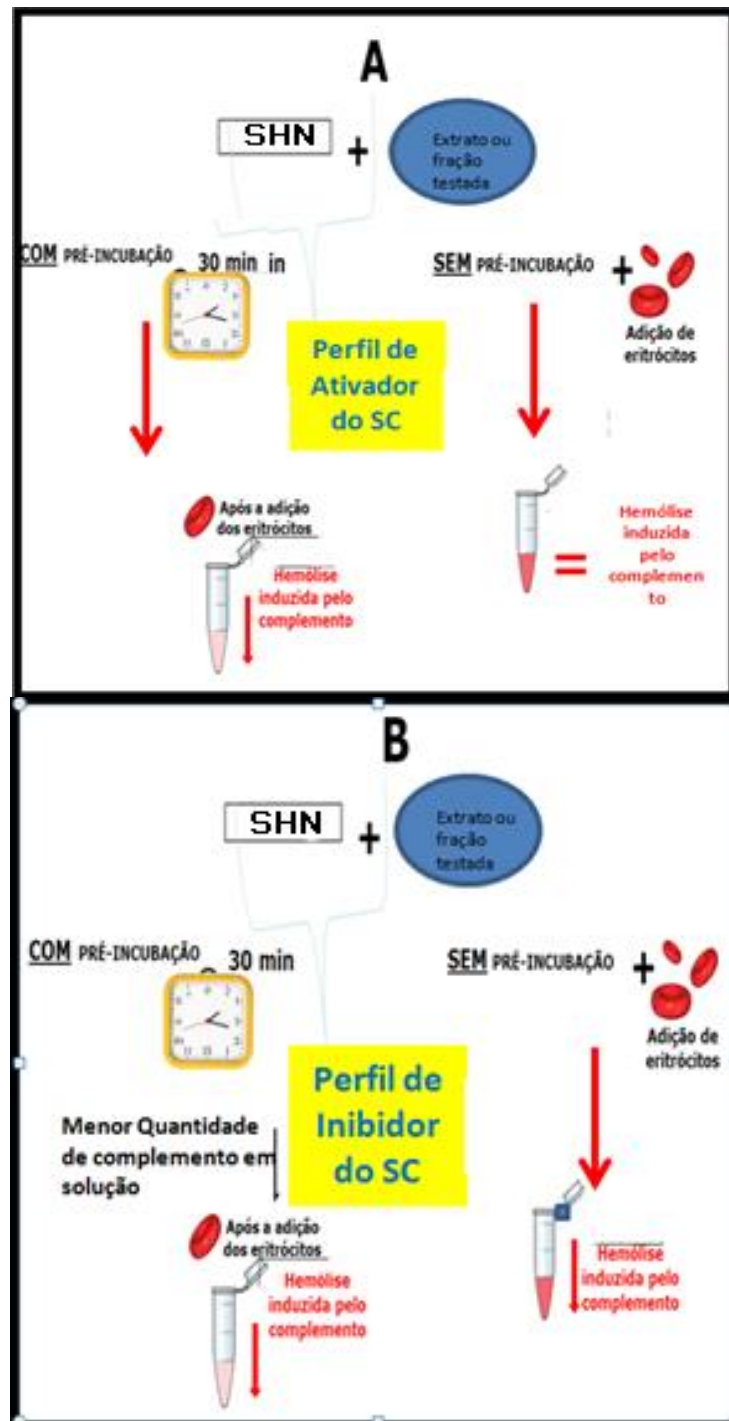 A
SHN + Extrato ou
fração
testada
COM PRÉ-INCUBAÇÃO 30 min in
SEM PRÉ-INCUBAÇÃO +
Adição de
eritrócitos
Perfil de
Ativador
do SC
Após a adição
dos eritrócitos
Hemólise
induzida pelo
complemento
=
Hemólise
induzida
pelo
complemen
to
B
SHN + Extrato ou
fração
testada
COM PRÉ-INCUBAÇÃO 30 min
SEM PRÉ-INCUBAÇÃO +
Adição de
eritrócitos
Perfil de
Inibidor
do SC
Menor Quantidade
de complemento em
solução
Após a adição
dos eritrócitos
Hemólise
induzida pelo
complemento
Hemólise
induzida pelo
complemento